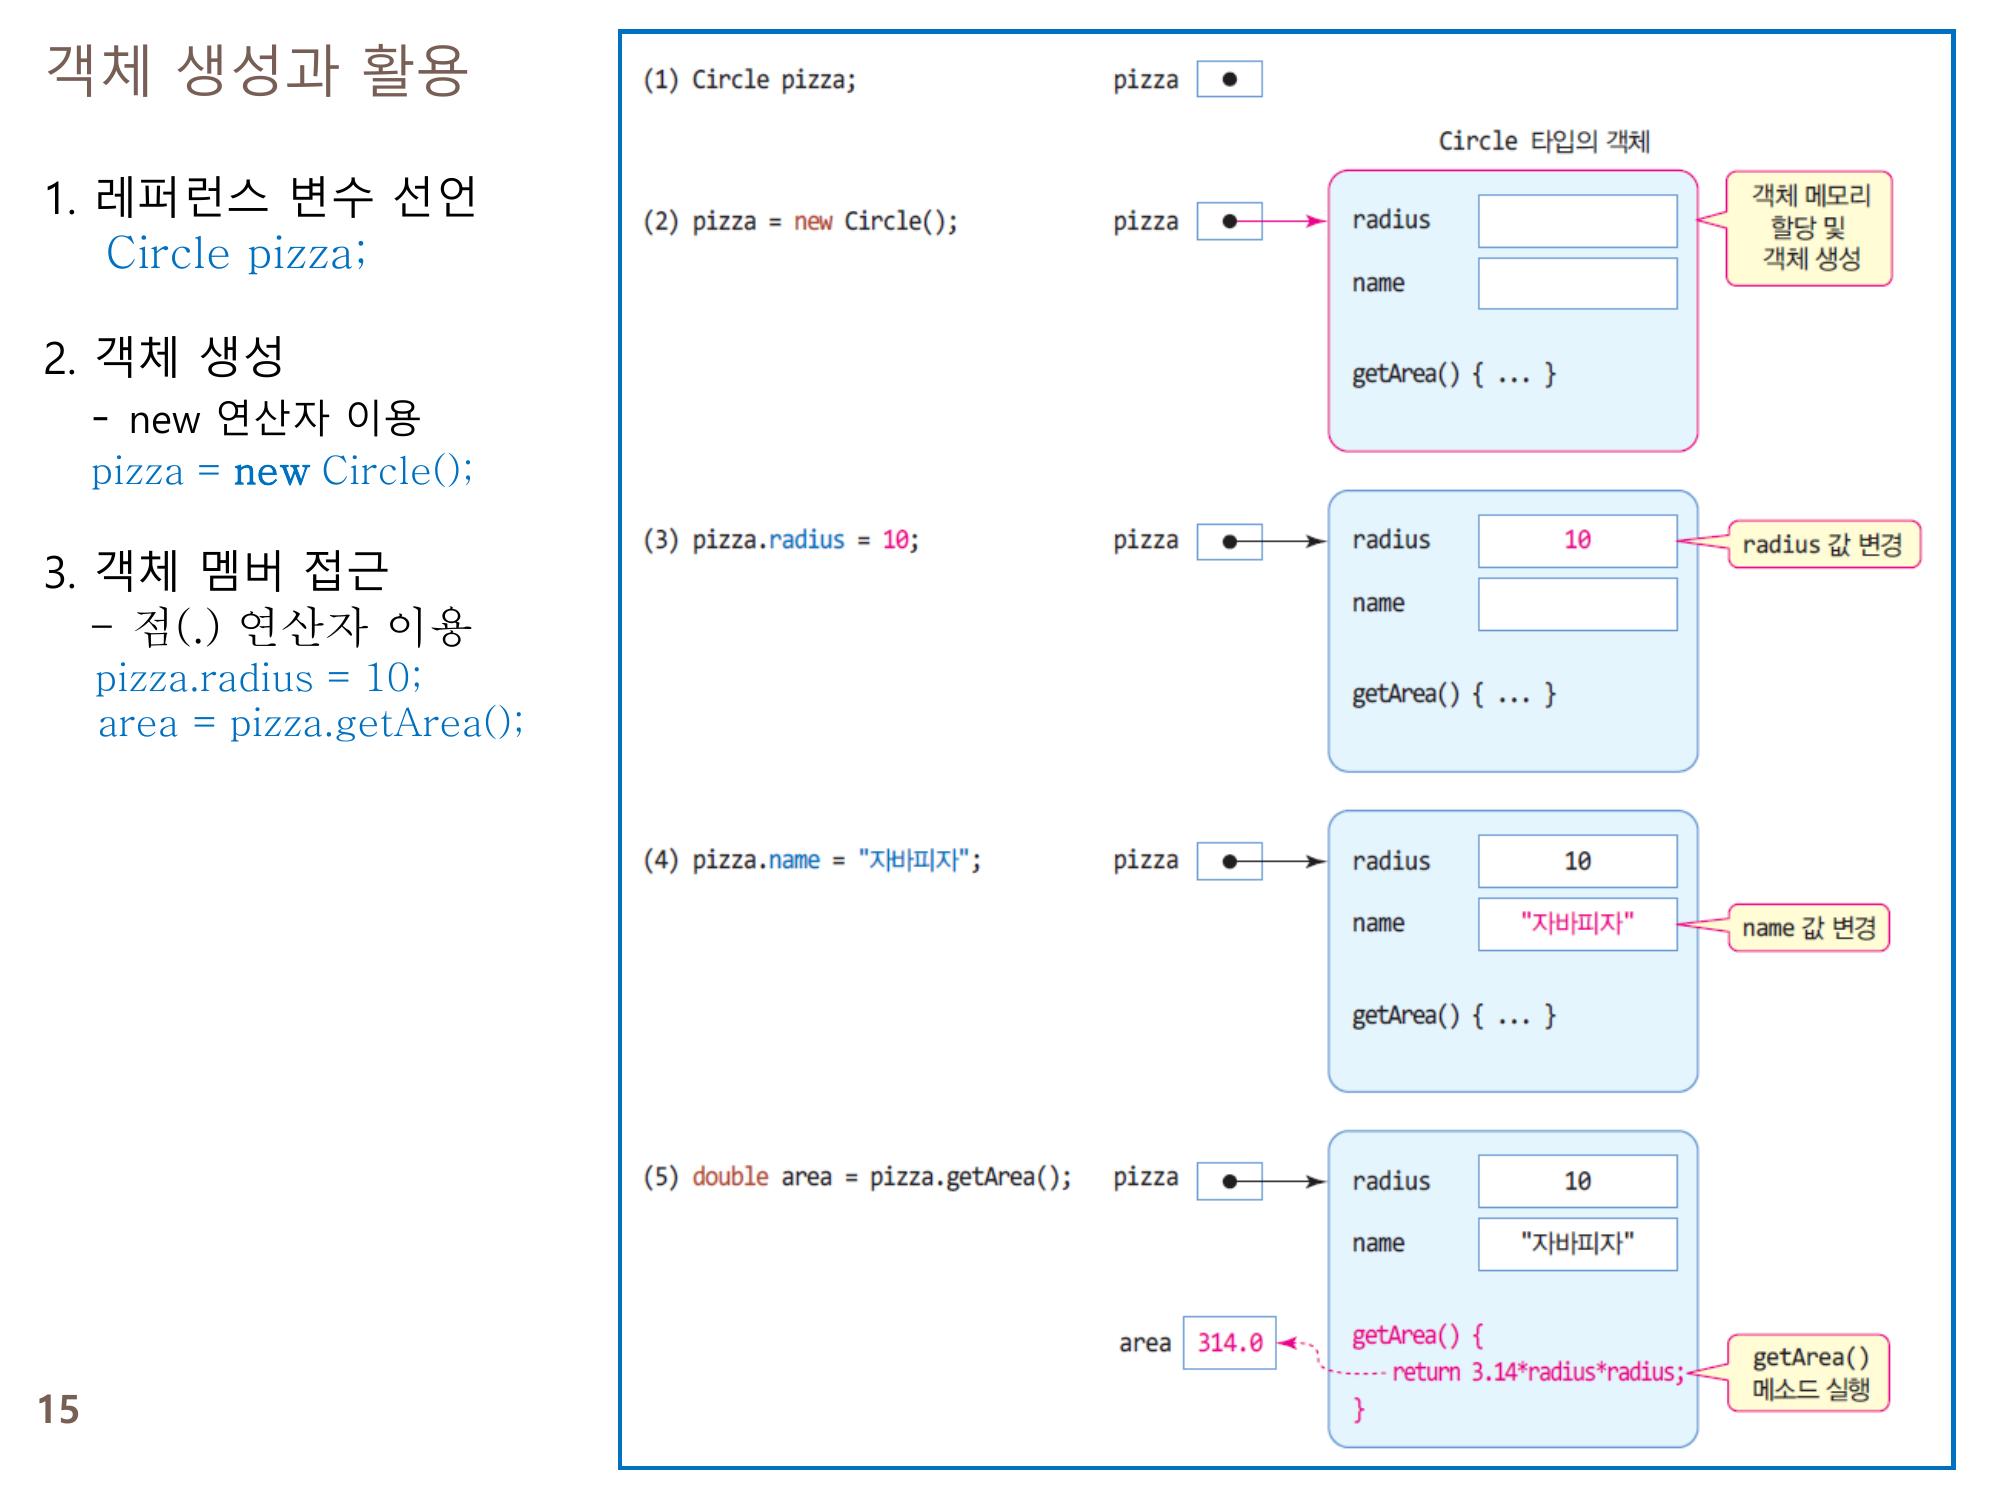 객체 생성과 활용
1. 레퍼런스 변수 선언
Circle pizza;
2. 객체 생성
- new 연산자 이용
pizza = new Circle();
3. 객체 멤버 접근
- 점(.) 연산자 이용
pizza.radius = 10;
area = pizza.getArea();
15
(1) Circle pizza;
pizza
Circle 타입의 객체
(2) pizza = new Circle();
pizza
radius
name
getArea() { ... }
객체 메모리
할당 및
객체 생성
(3) pizza.radius = 10;
pizza
radius
10
name
getArea() { ... }
radius 값 변경
(4) pizza.name = "자바피자";
pizza
radius
10
name
"자바피자"
getArea() { ... }
name 값 변경
(5) double area = pizza.getArea();
pizza
radius
10
name
"자바피자"
area
314.0
getArea() {
return 3.14*radius*radius;
}
getArea()
메소드 실행